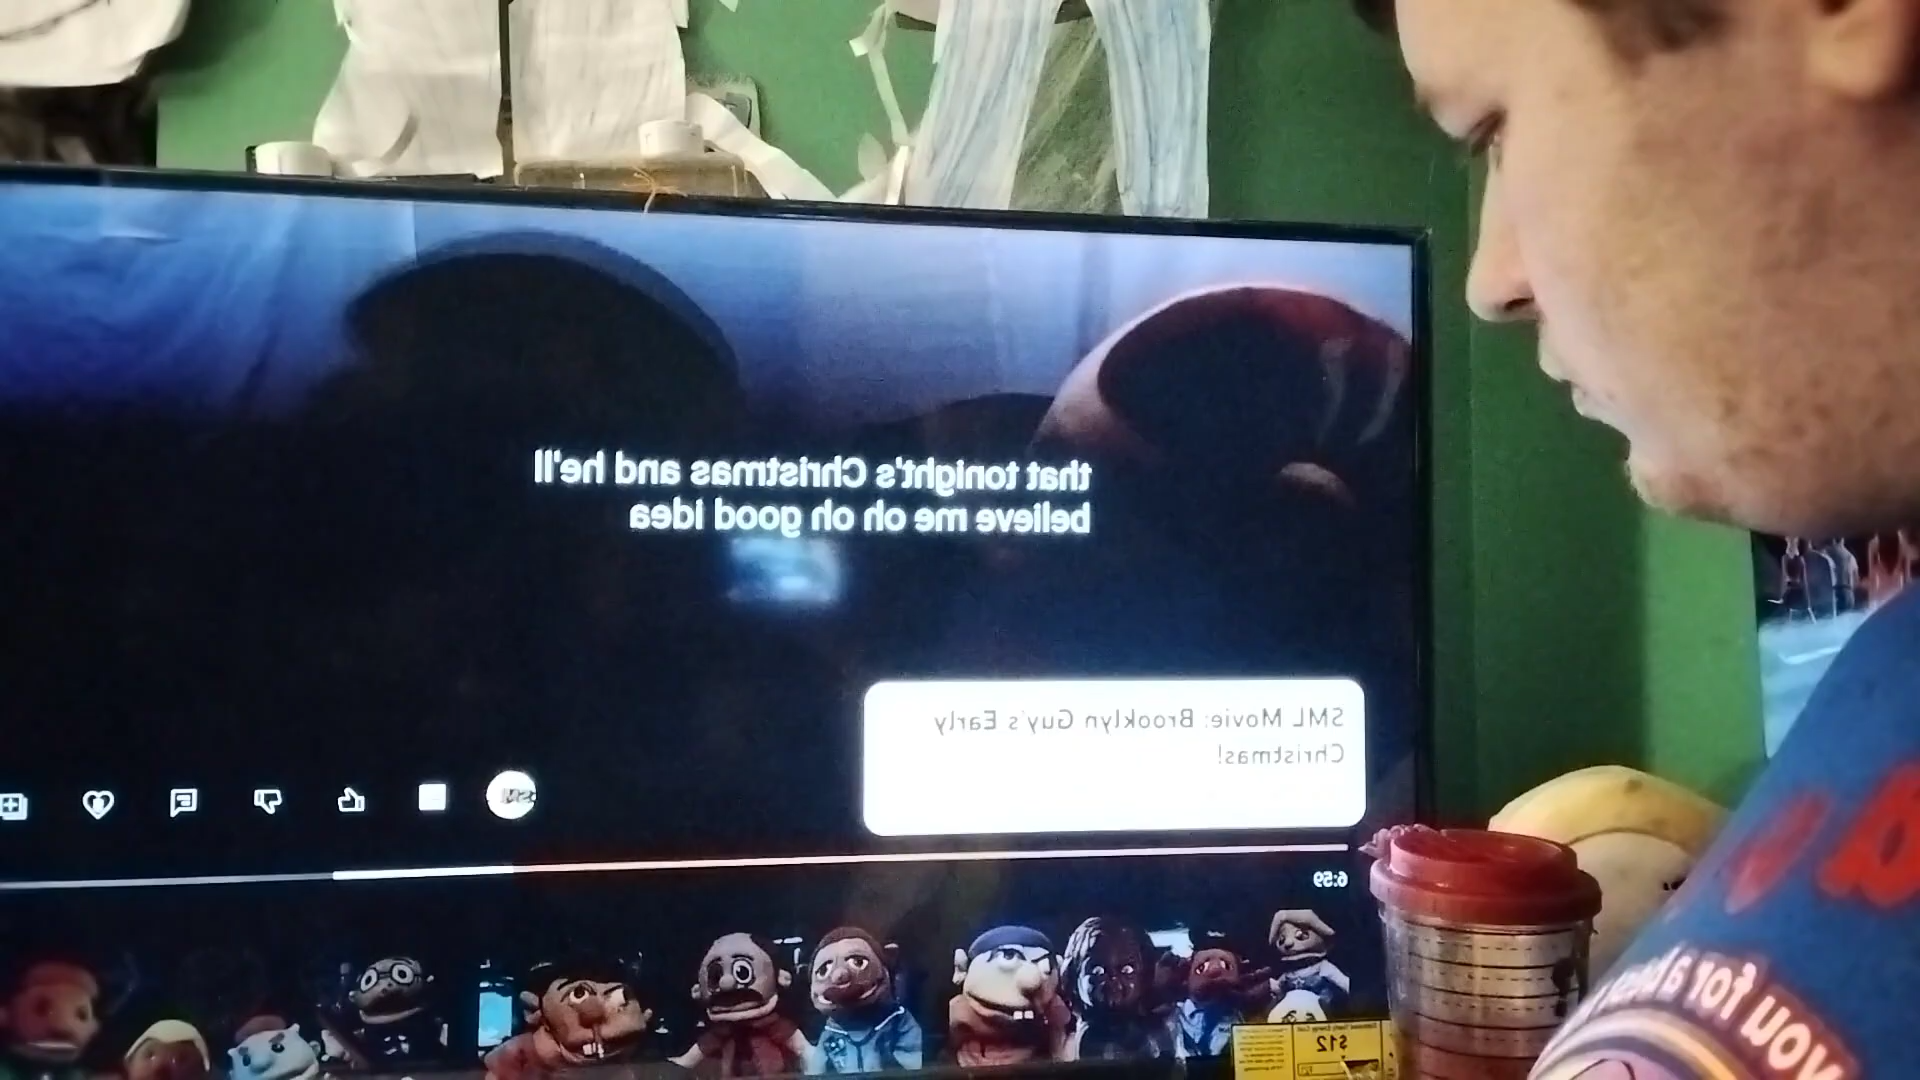 that tonight's Christmas and he'll
believe me oh oh good idea
SML Movie: Brooklyn Guy's Early
Christmas!
SML
6:59
$12
you for a